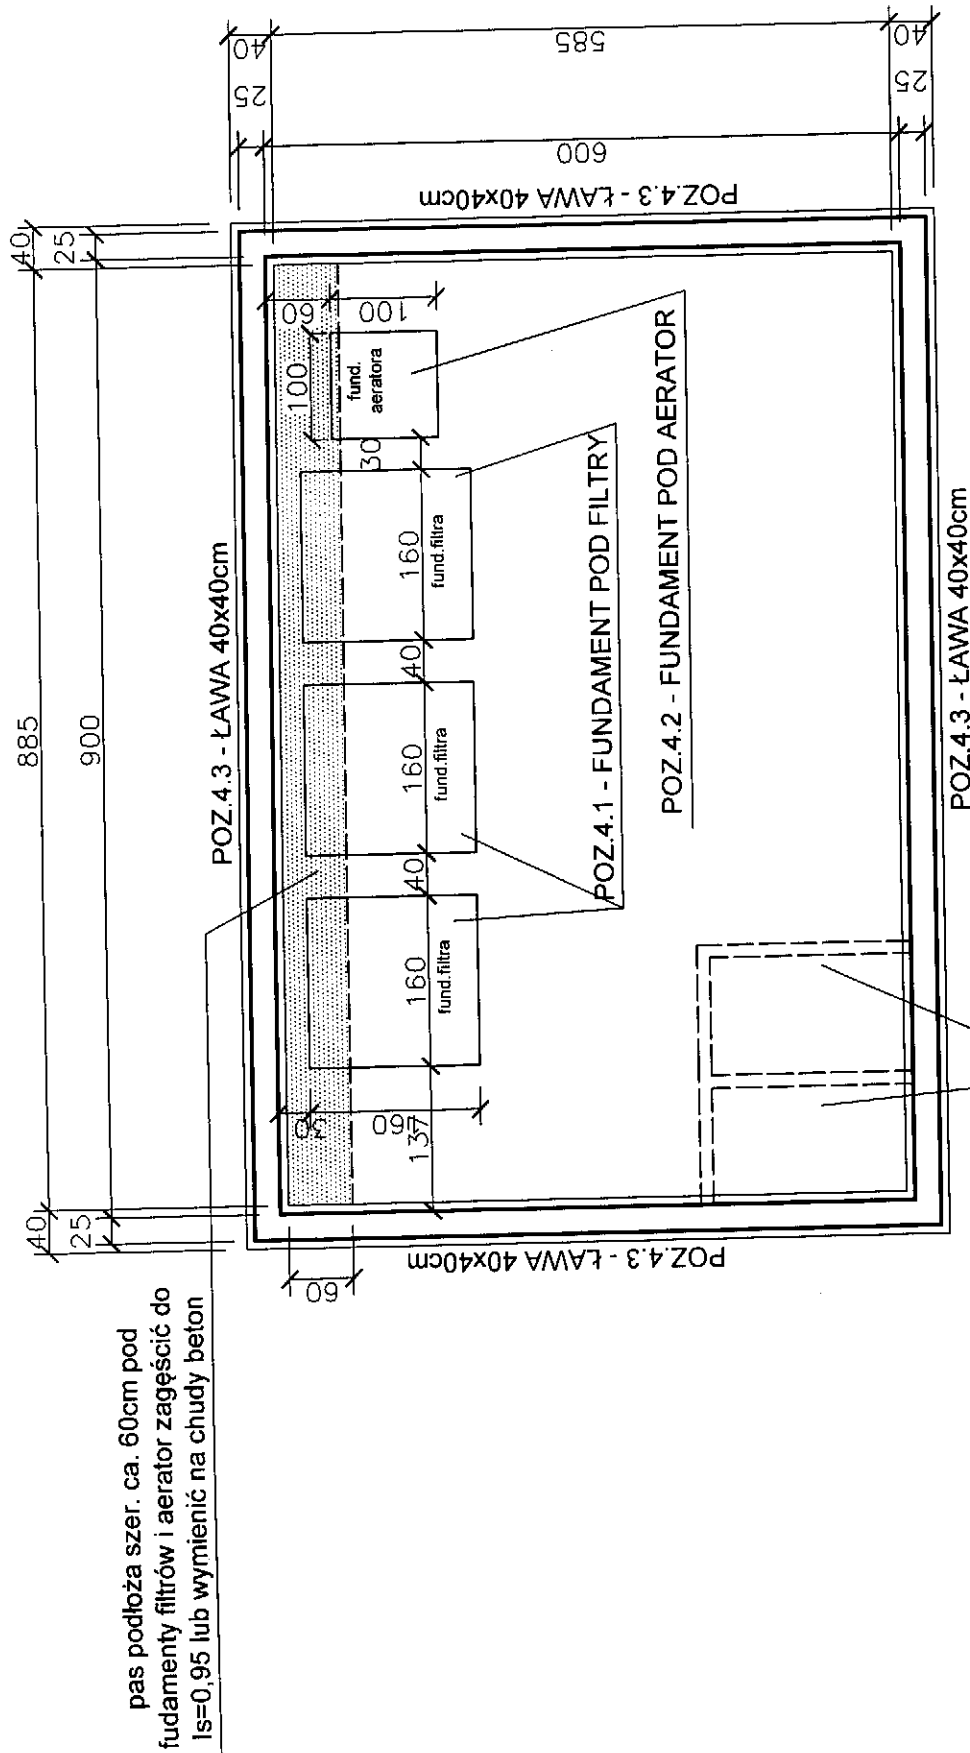 pas podłoża szer. ca. 60cm pod
fudamenty filtrów i aerator zagęścić do
Is=0,95 lub wymienić na chudy beton
40
885
40
25
900
25
POZ.4.3 - ŁAWA 40x40cm
POZ.4.3 - ŁAWA 40x40cm
POZ.4.3 - ŁAWA 40x40cm
POZ.4.3 - ŁAWA 40x40cm
40
585
40
25
600
25
60
30
160
137
160
fund.filtra
40
160
fund.filtra
40
160
fund.filtra
30
100
fund.
aeratora
60
100
POZ.4.1 - FUNDAMENT POD FILTRY
POZ.4.2 - FUNDAMENT POD AERATOR